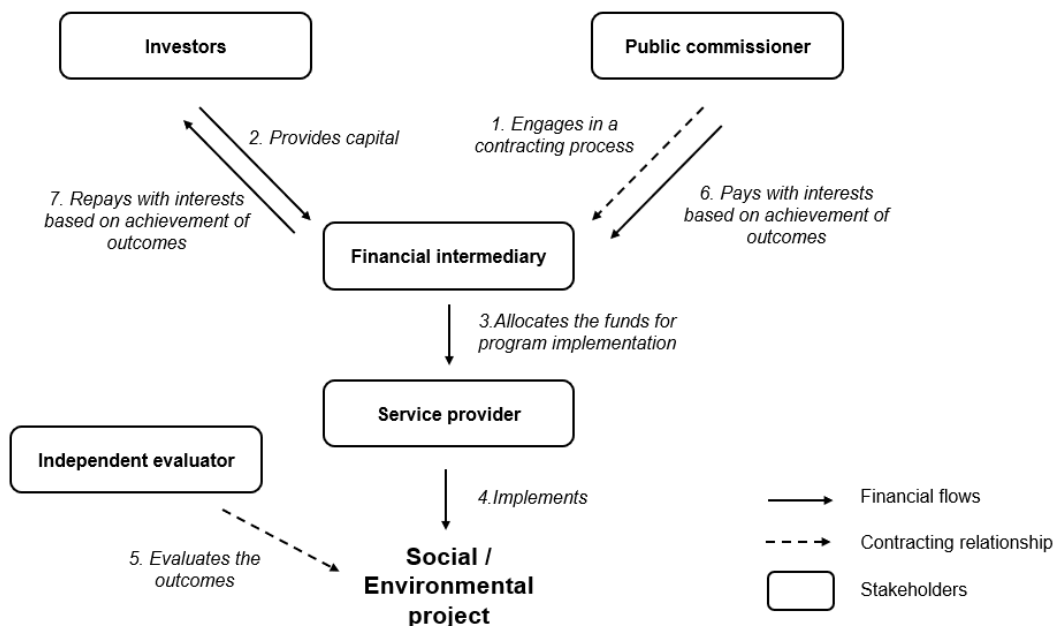 Investors
Public commissioner
2. Provides capital
1. Engages in a
contracting process
7. Repays with interests
based on achievement of
outcomes
6. Pays with interests
based on achievement of
outcomes
Financial intermediary
3.Allocates the funds for
program implementation
Service provider
Independent evaluator
4.Implements
5. Evaluates the
outcomes
Social /
Environmental
project
Financial flows
Contracting relationship
Stakeholders